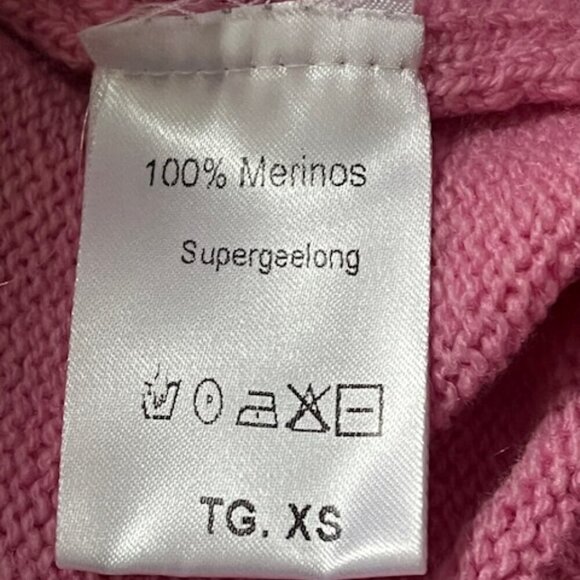 100% Merinos
Supergeelong
P
TG. XS